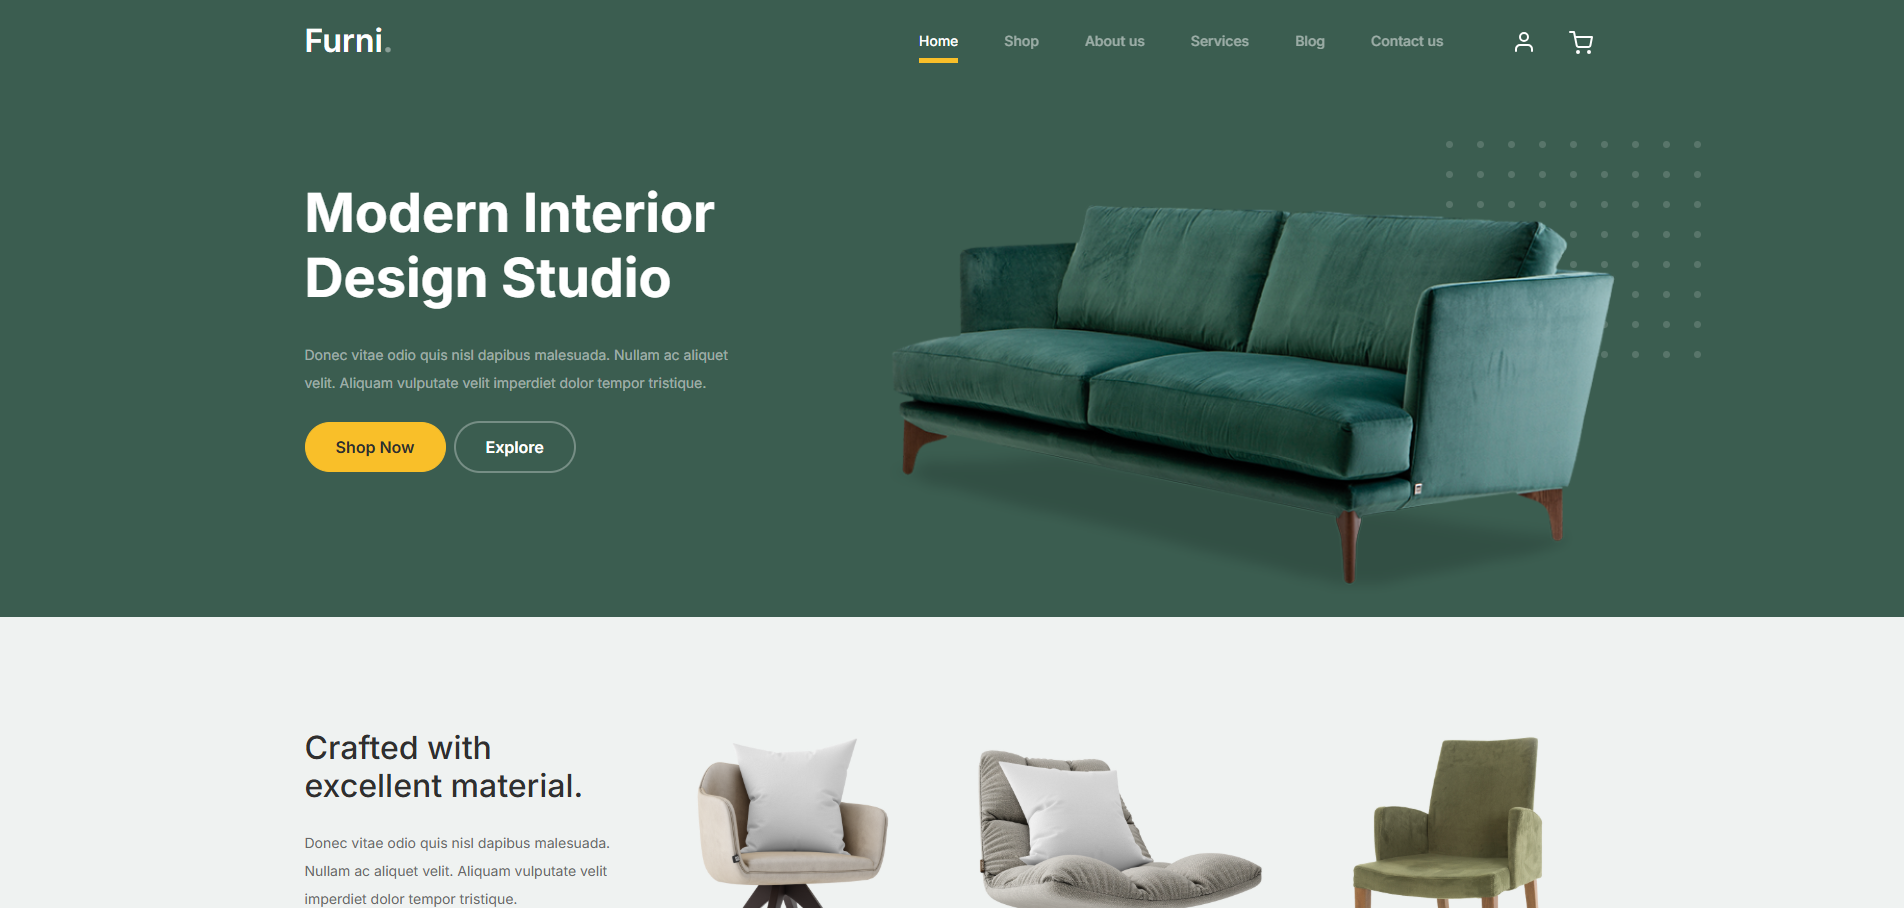 Furni.
Home
Shop
About us
Services
Blog
Contact us
Modern Interior
Design Studio
Donec vitae odio quis nisl dapibus malesuada. Nullam ac aliquet
velit. Aliquam vulputate velit imperdiet dolor tempor tristique.
Shop Now
Explore
Crafted with
excellent material.
Donec vitae odio quis nisl dapibus malesuada.
Nullam ac aliquet velit. Aliquam vulputate velit
imperdiet dolor tempor tristique.